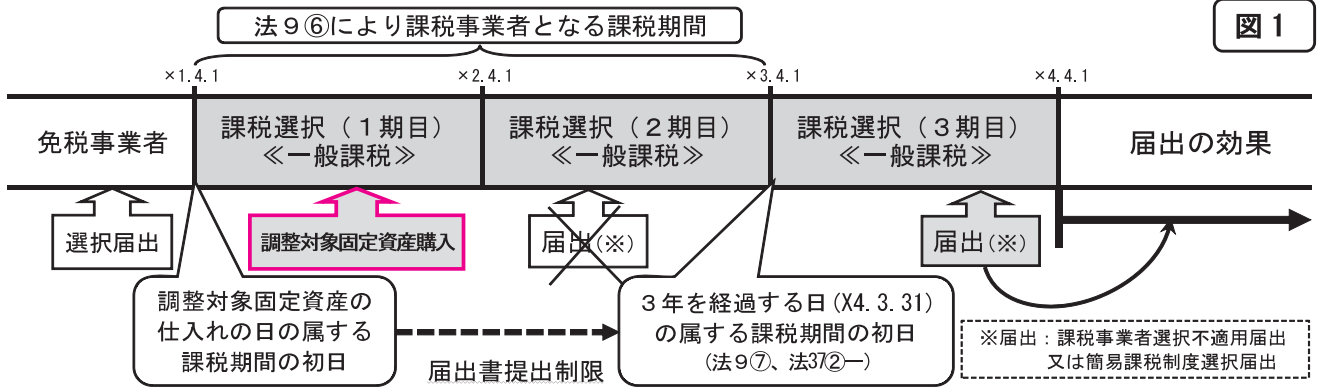 図1
法9⑥により課税事業者となる課税期間
×1.4.1
×2.4.1
×3.4.1
×4.4.1
免税事業者
課税選択（1期目）
≪一般課税≫
課税選択（2期目）
≪一般課税≫
課税選択（3期目）
≪一般課税≫
届出の効果
選択届出
調整対象固定資産購入
届出(※)
届出(※)
調整対象固定資産の
仕入れの日の属する
課税期間の初日
届出書提出制限
3年を経過する日(X4.3.31)
の属する課税期間の初日
(法9⑦、法37②一)
※届出：課税事業者選択不適用届出
又は簡易課税制度選択届出